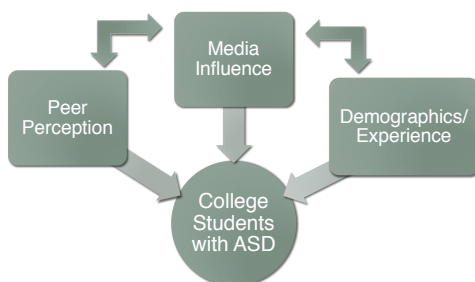 Media
Influence
Peer
Perception
Demographics/
Experience
College
Students
with ASD